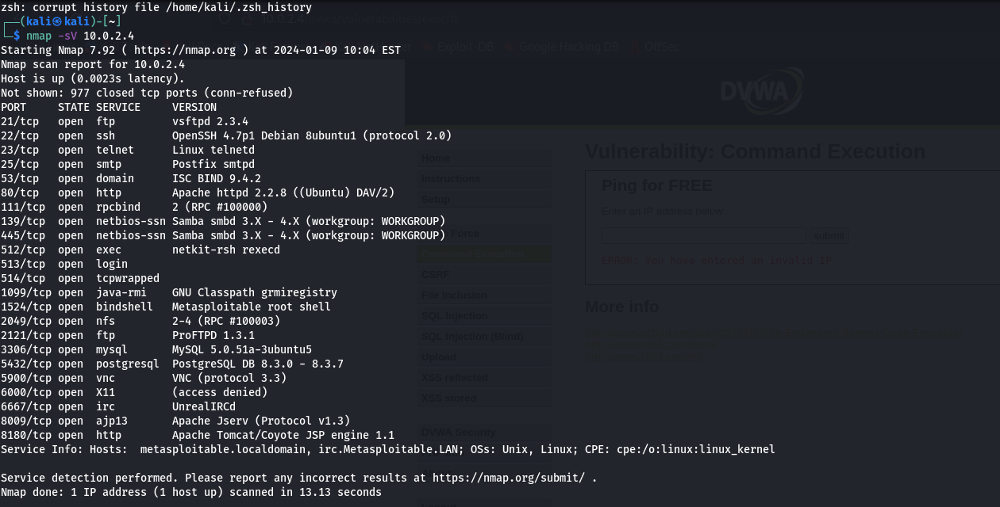 zsh: corrupt history file /home/kali/.zsh_history
┌──(kali㉿kali)-[~]
└─$ nmap -sV 10.0.2.4
Starting Nmap 7.92 ( https://nmap.org ) at 2024-01-09 10:04 EST
Nmap scan report for 10.0.2.4
Host is up (0.0023s latency).
Not shown: 977 closed tcp ports (conn-refused)
PORT     STATE SERVICE     VERSION
21/tcp   open  ftp         vsftpd 2.3.4
22/tcp   open  ssh         OpenSSH 4.7p1 Debian 8ubuntu1 (protocol 2.0)
23/tcp   open  telnet      Linux telnetd
25/tcp   open  smtp        Postfix smtpd
53/tcp   open  domain      ISC BIND 9.4.2
80/tcp   open  http        Apache httpd 2.2.8 ((Ubuntu) DAV/2)
111/tcp  open  rpcbind     2 (RPC #100000)
139/tcp  open  netbios-ssn Samba smbd 3.X - 4.X (workgroup: WORKGROUP)
445/tcp  open  netbios-ssn Samba smbd 3.X - 4.X (workgroup: WORKGROUP)
512/tcp  open  exec        netkit-rsh rexecd
513/tcp  open  login
514/tcp  open  tcpwrapped
1099/tcp open  java-rmi    GNU Classpath grmiregistry
1524/tcp open  bindshell   Metasploitable root shell
2049/tcp open  nfs         2-4 (RPC #100003)
2121/tcp open  ftp         ProFTPD 1.3.1
3306/tcp open  mysql       MySQL 5.0.51a-3ubuntu5
5432/tcp open  postgresql  PostgreSQL DB 8.3.0 - 8.3.7
5900/tcp open  vnc         VNC (protocol 3.3)
6000/tcp open  X11         (access denied)
6667/tcp open  irc         UnrealIRCd
8009/tcp open  ajp13       Apache Jserv (Protocol v1.3)
8180/tcp open  http        Apache Tomcat/Coyote JSP engine 1.1
Service Info: Hosts:  metasploitable.localdomain, irc.Metasploitable.LAN; OSs: Unix, Linux; CPE: cpe:/o:linux:linux_kernel
Service detection performed. Please report any incorrect results at https://nmap.org/submit/ .
Nmap done: 1 IP address (1 host up) scanned in 13.13 seconds
Exploit-DB
Google Hacking DB
OffSec
DVWA
Home
Instructions
Setup
Force
Command Execution
CSRF
File Inclusion
SQL Injection
SQL Injection (Blind)
Upload
XSS reflected
XSS stored
DVWA Security
Vulnerability: Command Execution
Ping for FREE
Enter an IP address below:
submit
ERROR: You have entered an invalid IP
More info